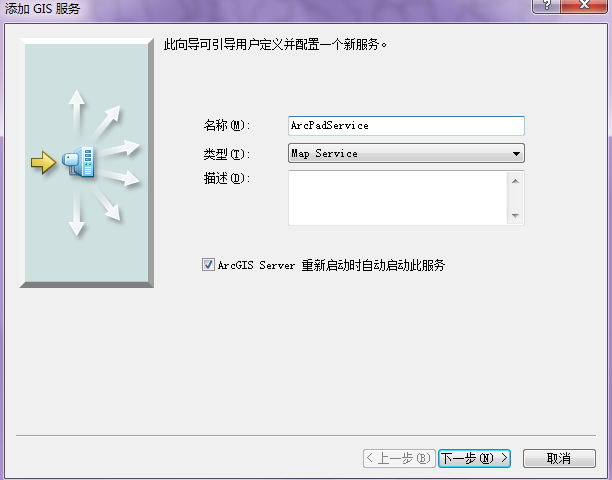 添加 GIS 服务
此向导可引导用户定义并配置一个新服务。
名称(M): ArcPadService
类型(T): Map Service
描述(D):
ArcGIS Server 重新启动时自动启动此服务
< 上一步(B) 下一步(N) > 取消